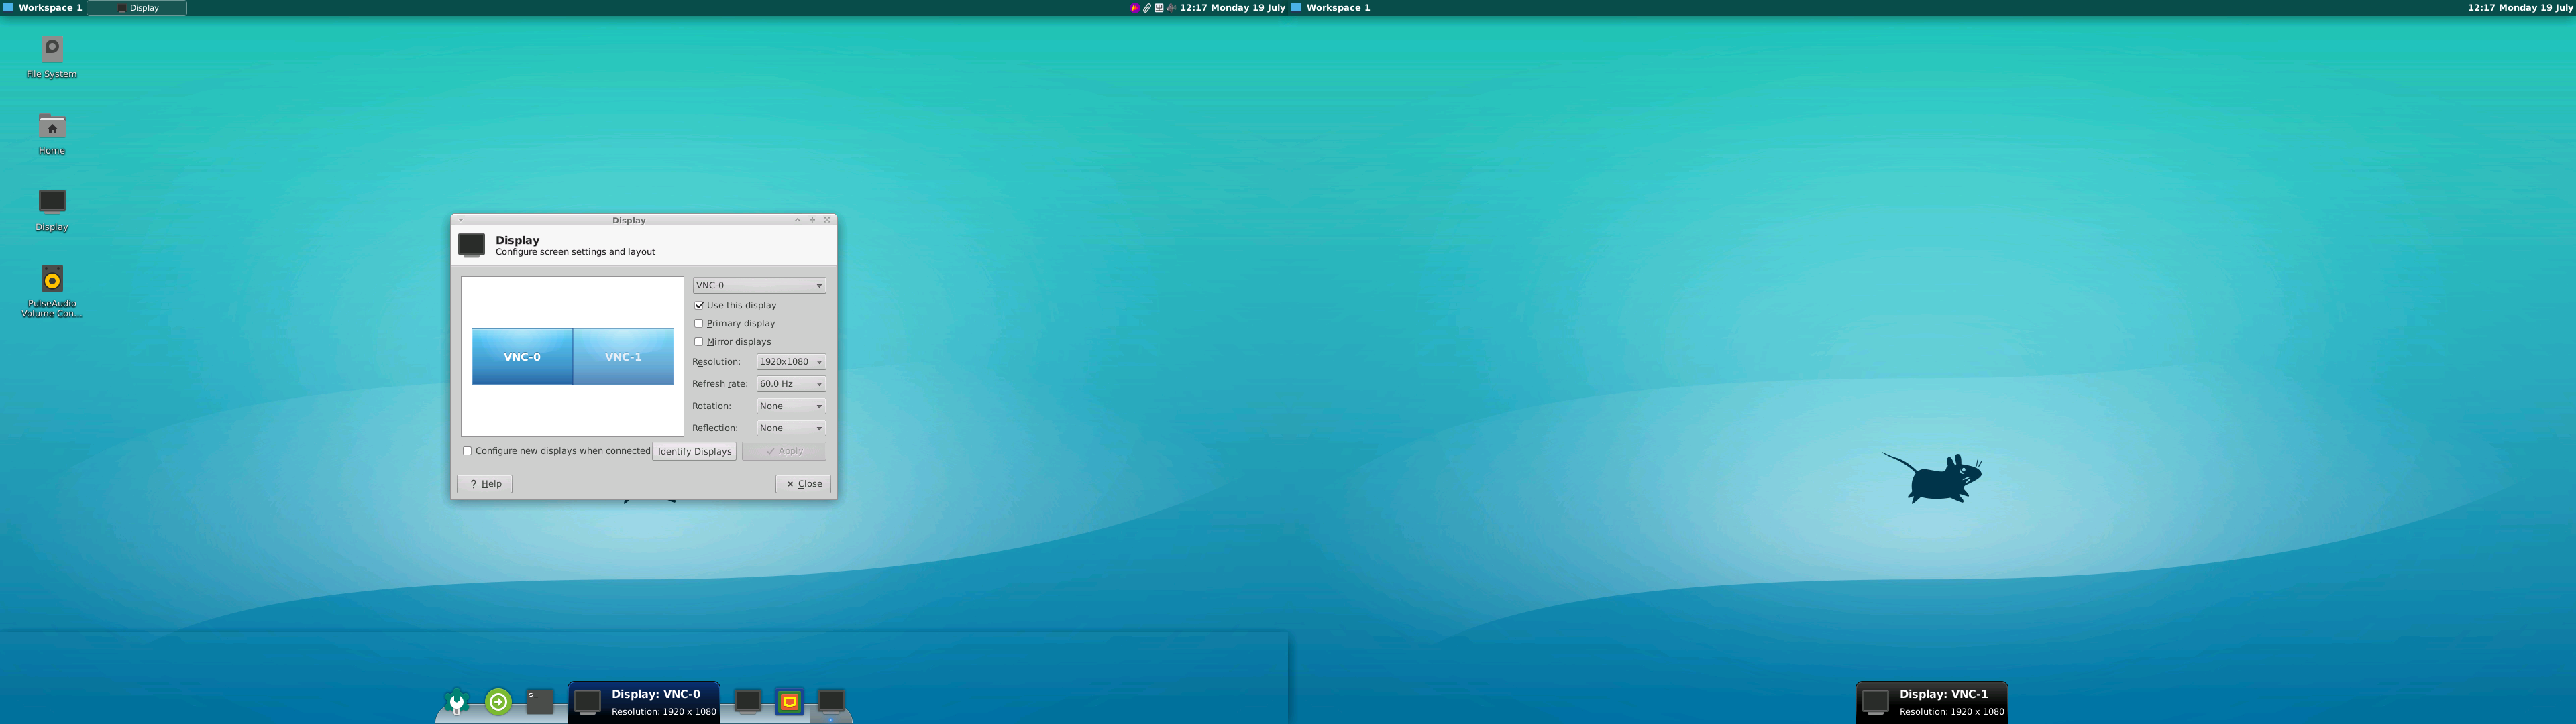 Workspace 1
Display
12:17 Monday 19 July
Workspace 1
12:17 Monday 19 July
File System
Home
Display
PulseAudio
Volume Con...
Display
Display
Configure screen settings and layout
VNC-0
VNC-1
VNC-0
Use this display
Primary display
Mirror displays
Resolution: 1920x1080
Refresh rate: 60.0 Hz
Rotation: None
Reflection: None
Configure new displays when connected
Identify Displays
Apply
? Help
Close
$_
Display: VNC-0
Resolution: 1920 x 1080
Display: VNC-1
Resolution: 1920 x 1080